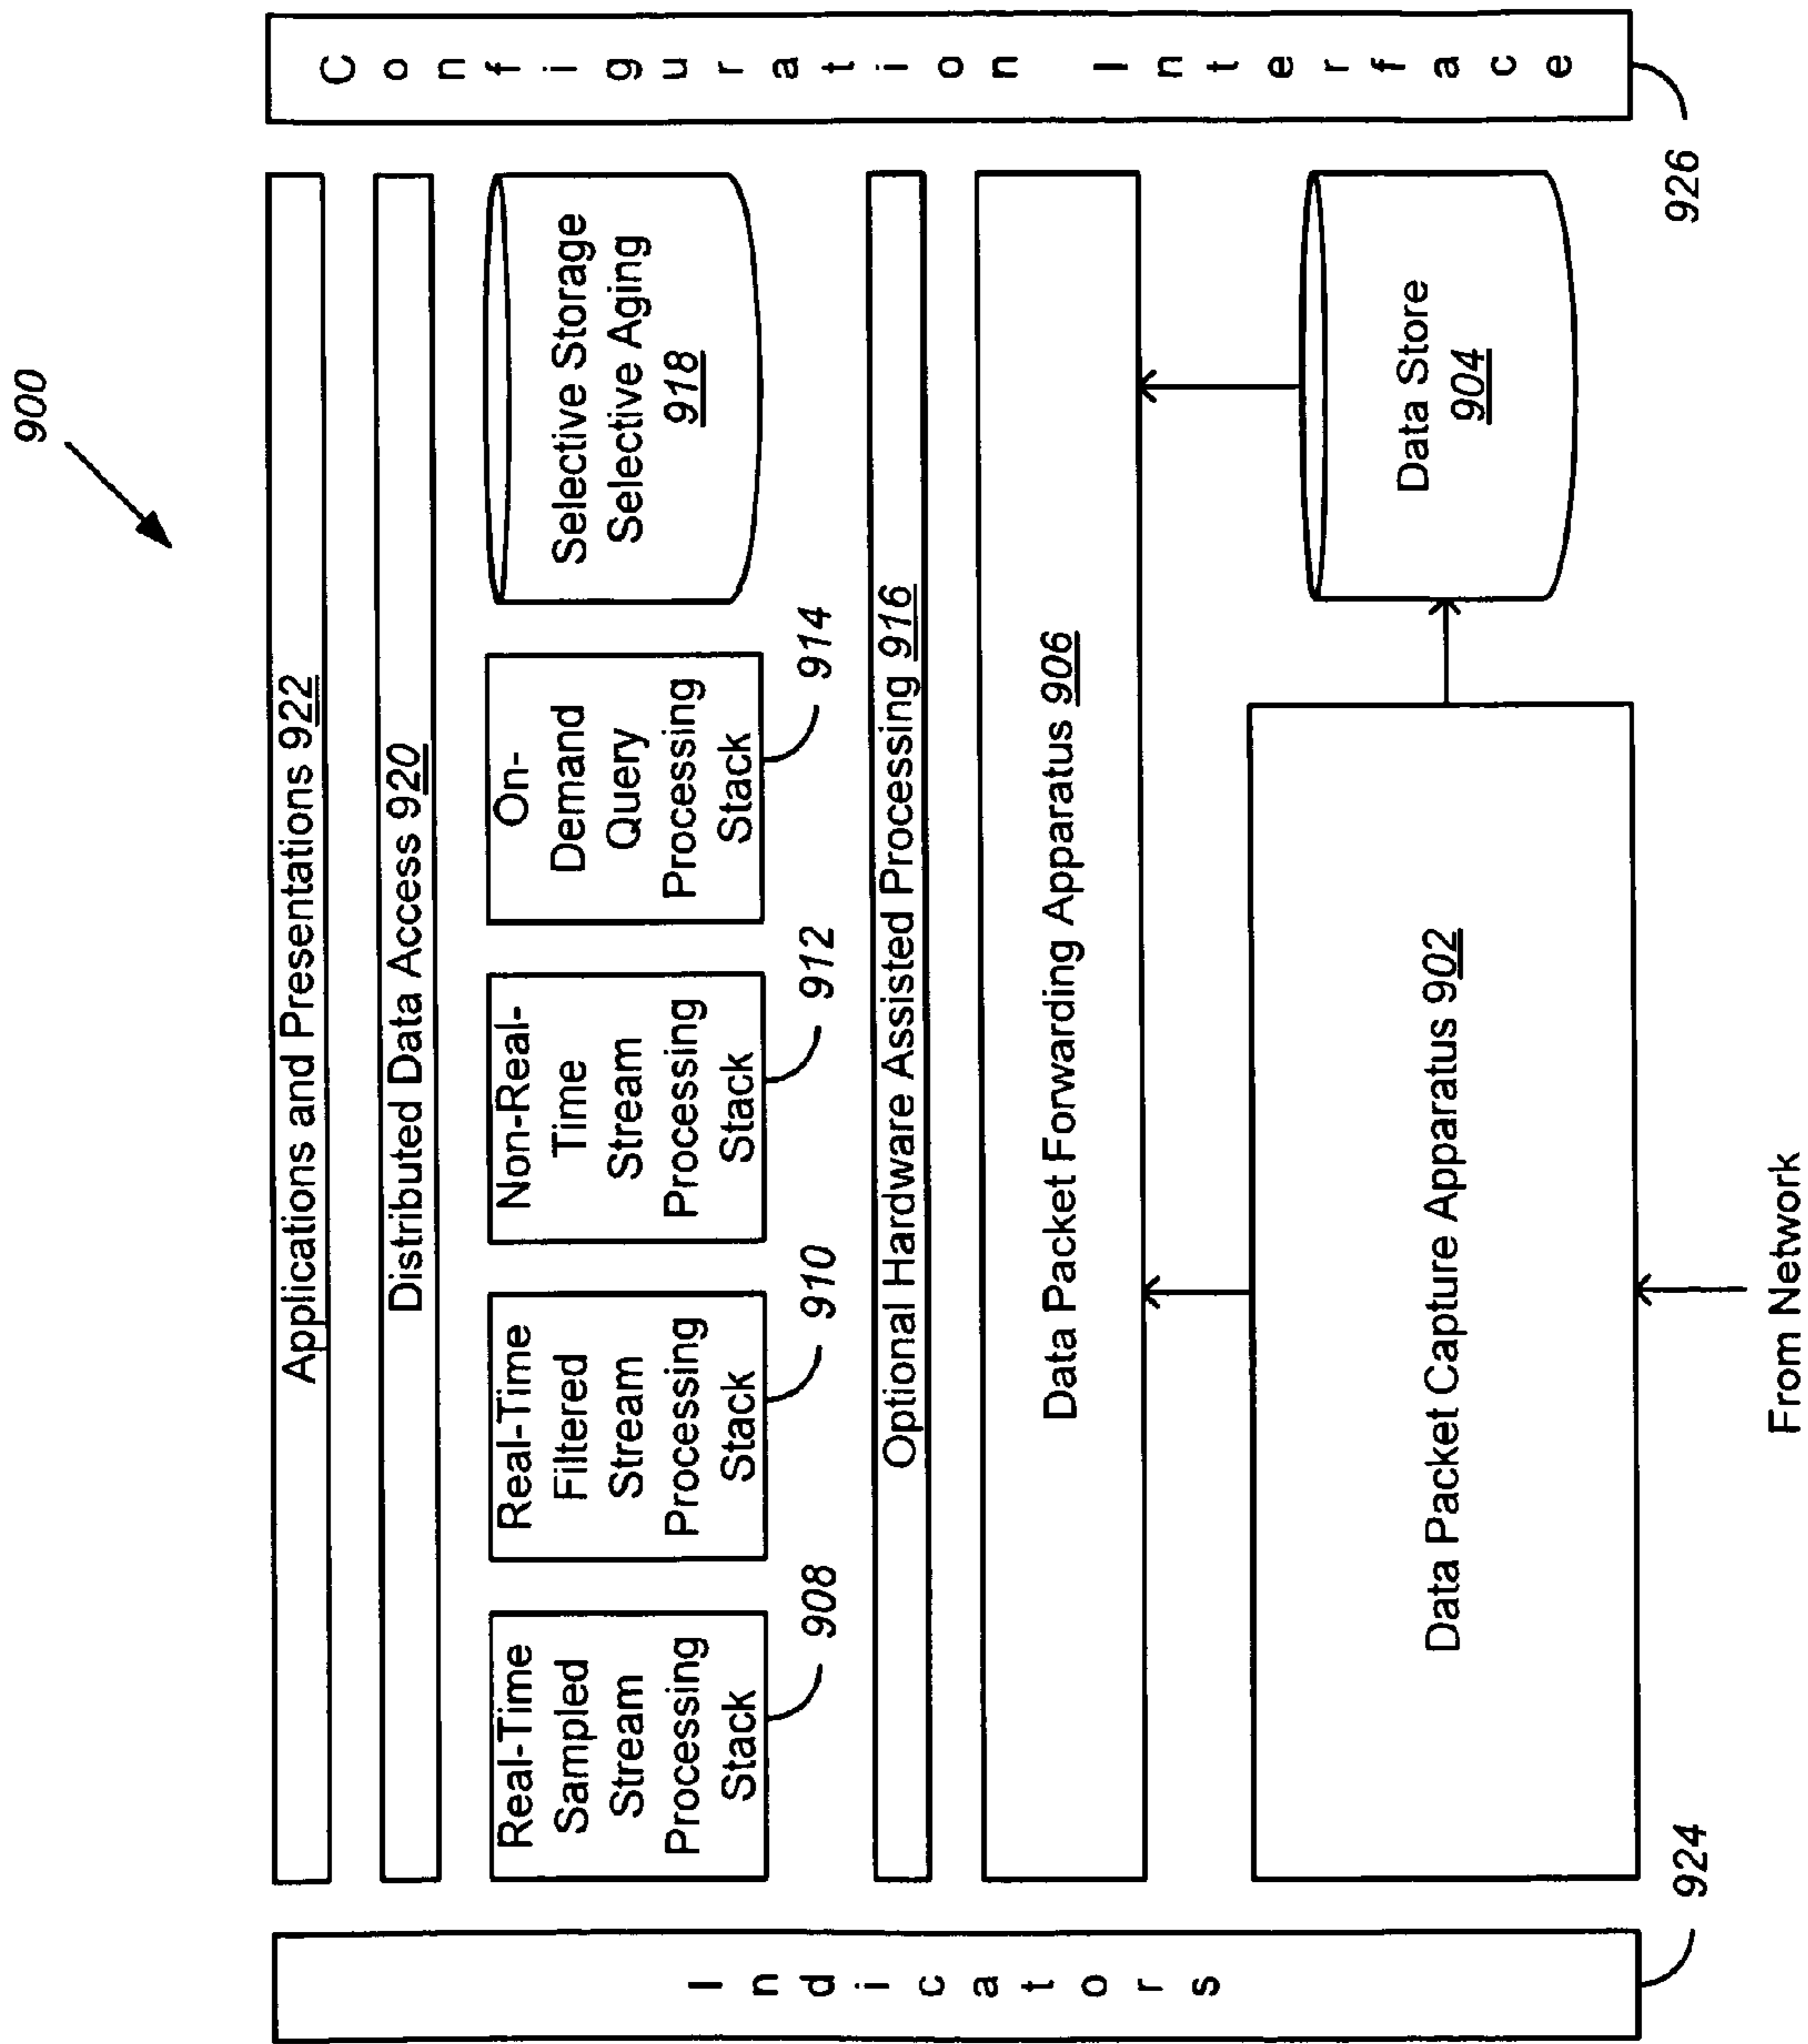 900
Applications and Presentations 922
Distributed Data Access 920
Real-Time
Sampled
Stream
Processing
Stack
908
Real-Time
Filtered
Stream
Processing
Stack
910
Non-Real-
Time
Stream
Processing
Stack
912
On-
Demand
Query
Processing
Stack
914
Selective Storage
Selective Aging
918
Optional Hardware Assisted Processing 916
Data Packet Forwarding Apparatus 906
Data Packet Capture Apparatus 902
Data Store
904
From Network
Indicators
924
Configuration Interface
926